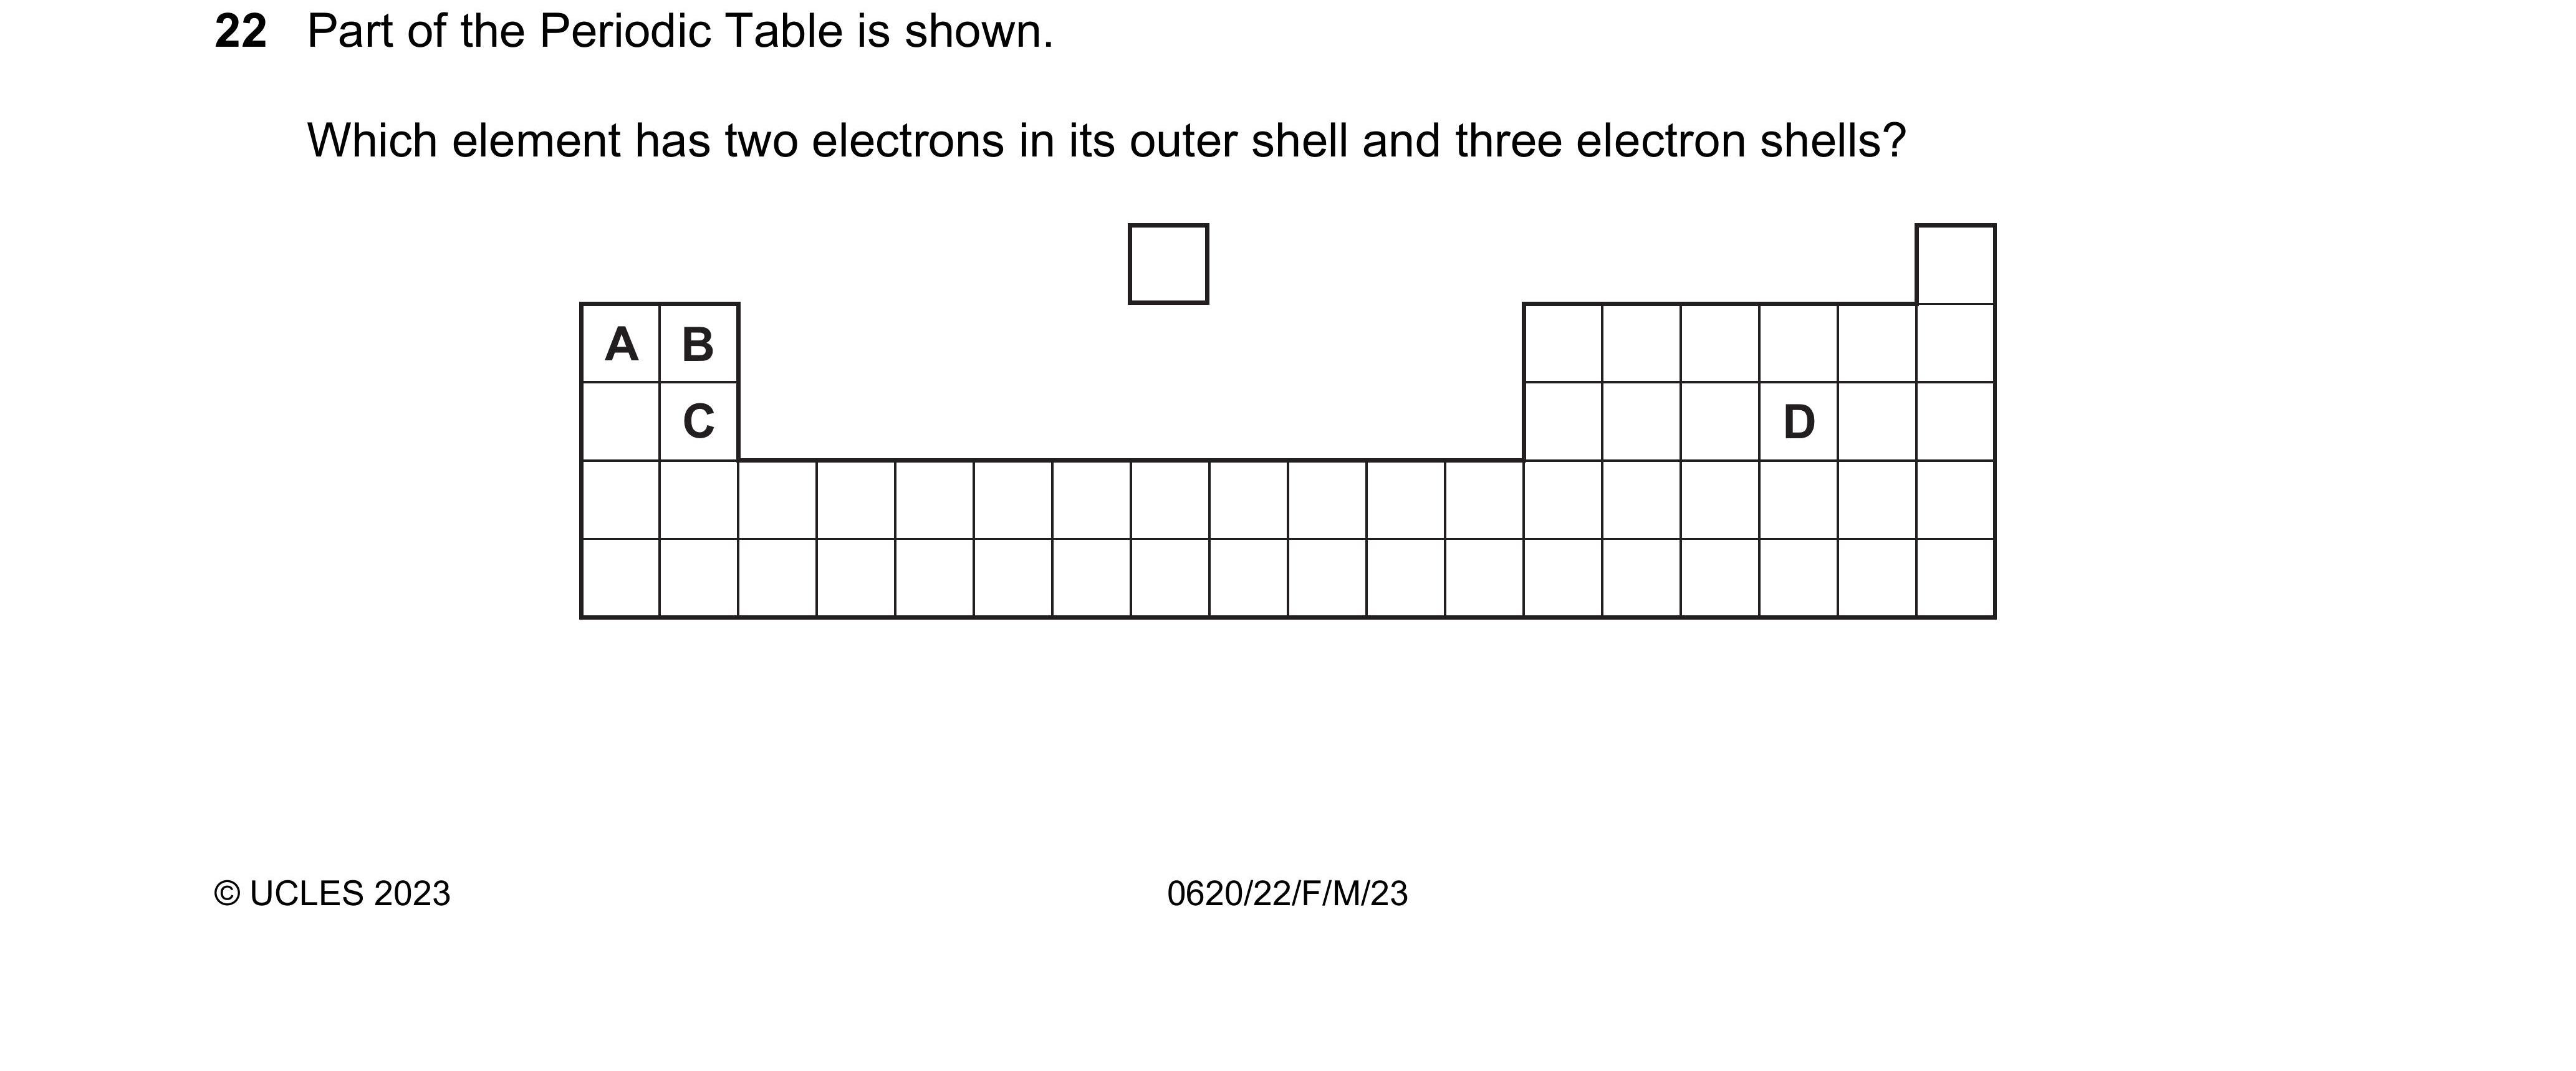 22 Part of the Periodic Table is shown.
Which element has two electrons in its outer shell and three electron shells?
A B
C D
© UCLES 2023 0620/22/F/M/23